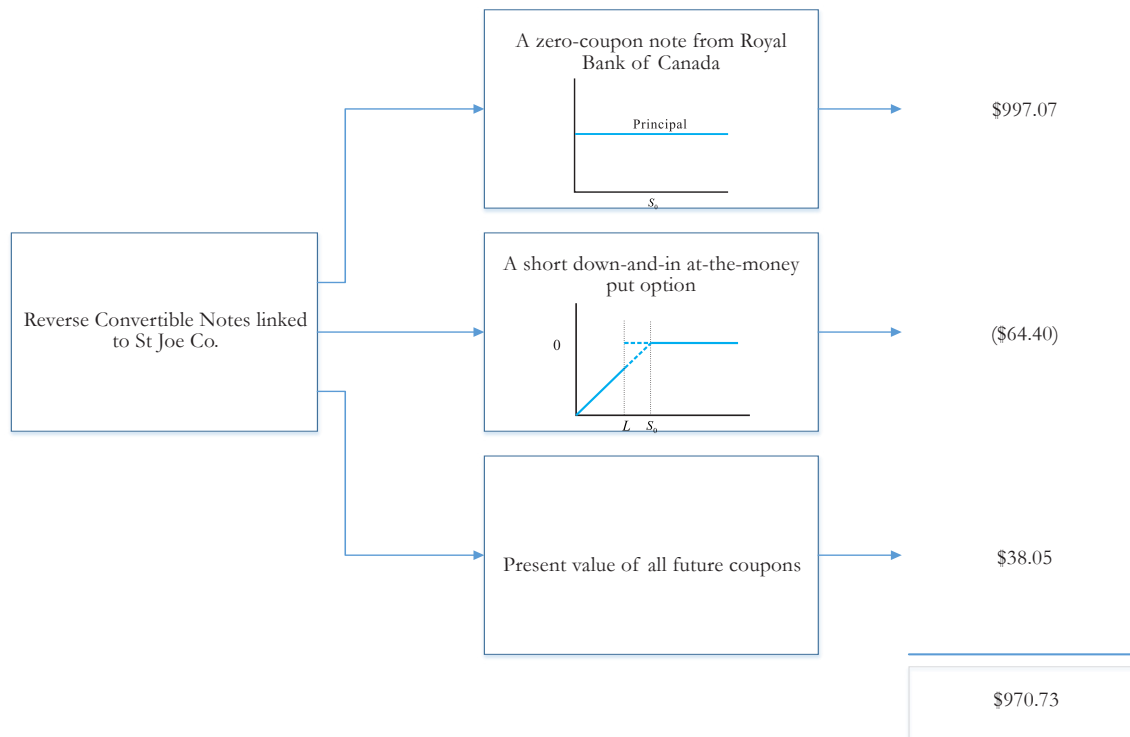 A zero-coupon note from Royal
Bank of Canada
Principal
S₀
$997.07
Reverse Convertible Notes linked
to St Joe Co.
A short down-and-in at-the-money
put option
0
L S₀
($64.40)
Present value of all future coupons
$38.05
$970.73